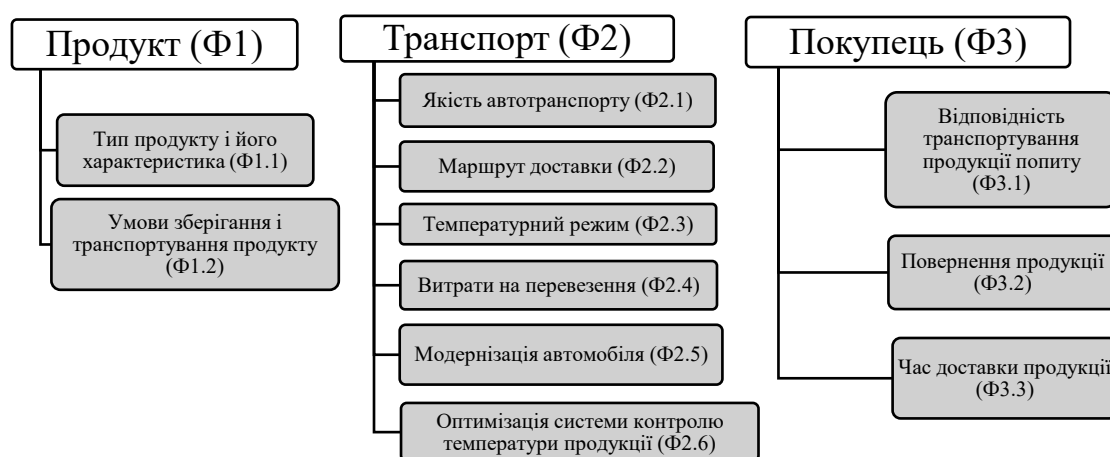 Продукт (Ф1)
Тип продукту і його
характеристика (Ф1.1)
Умови зберігання і
транспортування продукту
(Ф1.2)
Транспорт (Ф2)
Якість автотранспорту (Ф2.1)
Маршрут доставки (Ф2.2)
Температурний режим (Ф2.3)
Витрати на перевезення (Ф2.4)
Модернізація автомобіля (Ф2.5)
Оптимізація системи контролю
температури продукції (Ф2.6)
Покупець (Ф3)
Відповідність
транспортування
продукції попиту
(Ф3.1)
Повернення продукції
(Ф3.2)
Час доставки продукції
(Ф3.3)